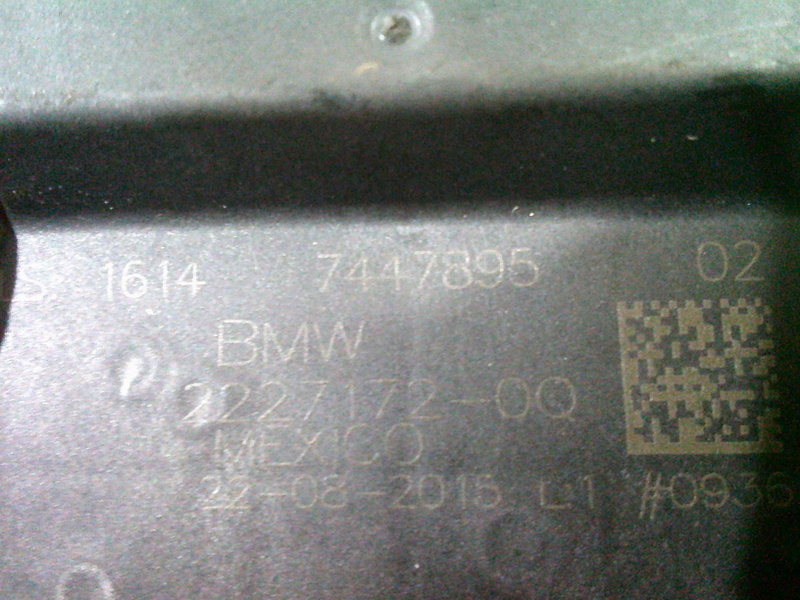 S 1614 7447895 02
BMW
2227172-0Q
MEXICO
22-08-2015 L1 #0936